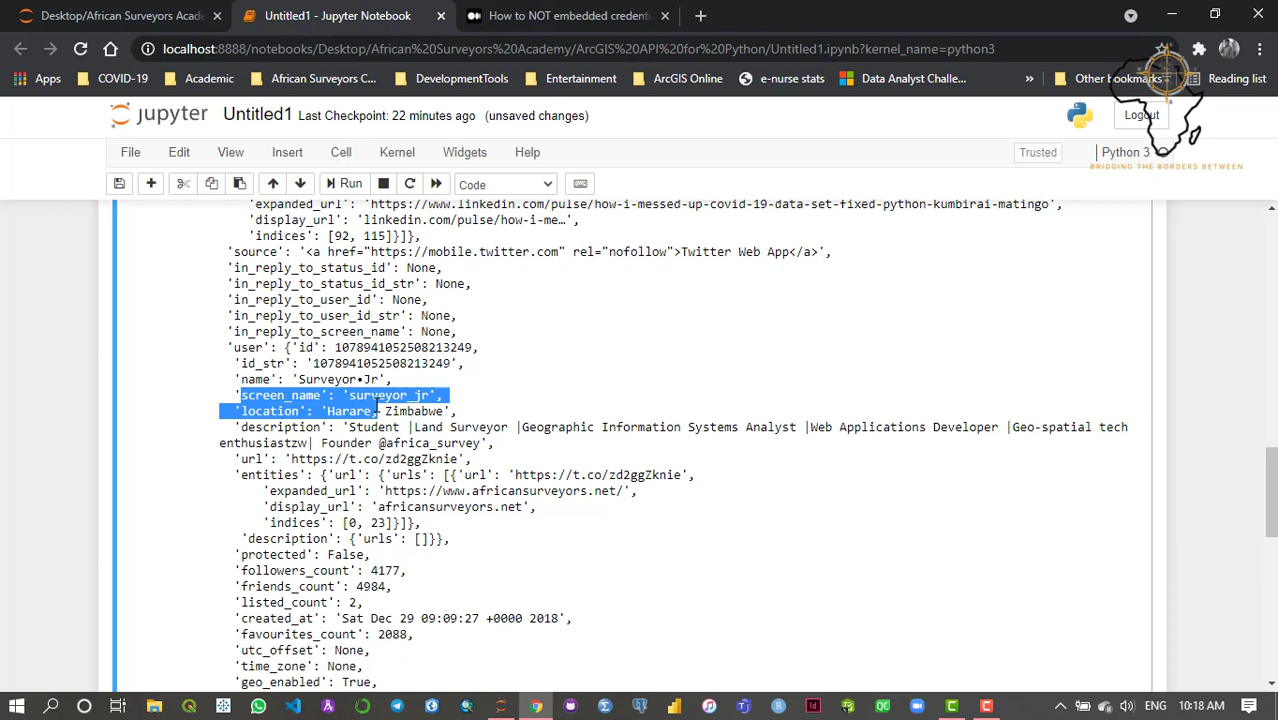 Desktop/African Surveyors Acade
Untitled1 - Jupyter Notebook
How to NOT embedded credenti
localhost:8888/notebooks/Desktop/African%20Surveyors%20Academy/ArcGIS%20API%20for%20Python/Untitled1.ipynb?kernel_name=python3
Apps COVID-19 Academic African Surveyors C... DevelopmentTools Entertainment ArcGIS Online e-nurse stats Data Analyst Challe... » Other bookmarks Reading list
jupyter Untitled1 Last Checkpoint: 22 minutes ago (unsaved changes) Logout
File Edit View Insert Cell Kernel Widgets Help Trusted Python 3
BRIDGING THE BORDERS BETWEEN
Run Code
'expanded_url': 'https://www.linkedin.com/pulse/how-i-messed-up-covid-19-data-set-fixed-python-kumbirai-matingo',
'display_url': 'linkedin.com/pulse/how-i-me…',
'indices': [92, 115]}]},
'source': '<a href="https://mobile.twitter.com" rel="nofollow">Twitter Web App</a>',
'in_reply_to_status_id': None,
'in_reply_to_status_id_str': None,
'in_reply_to_user_id': None,
'in_reply_to_user_id_str': None,
'in_reply_to_screen_name': None,
'user': {'id': 1078941052508213249,
'id_str': '1078941052508213249',
'name': 'Surveyor•Jr',
'screen_name': 'surveyor_jr',
'location': 'Harare, Zimbabwe',
'description': 'Student |Land Surveyor |Geographic Information Systems Analyst |Web Applications Developer |Geo-spatial tech
enthusiastzw| Founder @africa_survey',
'url': 'https://t.co/zd2ggZknie',
'entities': {'url': {'urls': [{'url': 'https://t.co/zd2ggZknie',
'expanded_url': 'https://www.africansurveyors.net/',
'display_url': 'africansurveyors.net',
'indices': [0, 23]}]},
'description': {'urls': []}},
'protected': False,
'followers_count': 4177,
'friends_count': 4984,
'listed_count': 2,
'created_at': 'Sat Dec 29 09:09:27 +0000 2018',
'favourites_count': 2088,
'utc_offset': None,
'time_zone': None,
'geo_enabled': True,
ENG 10:18 AM